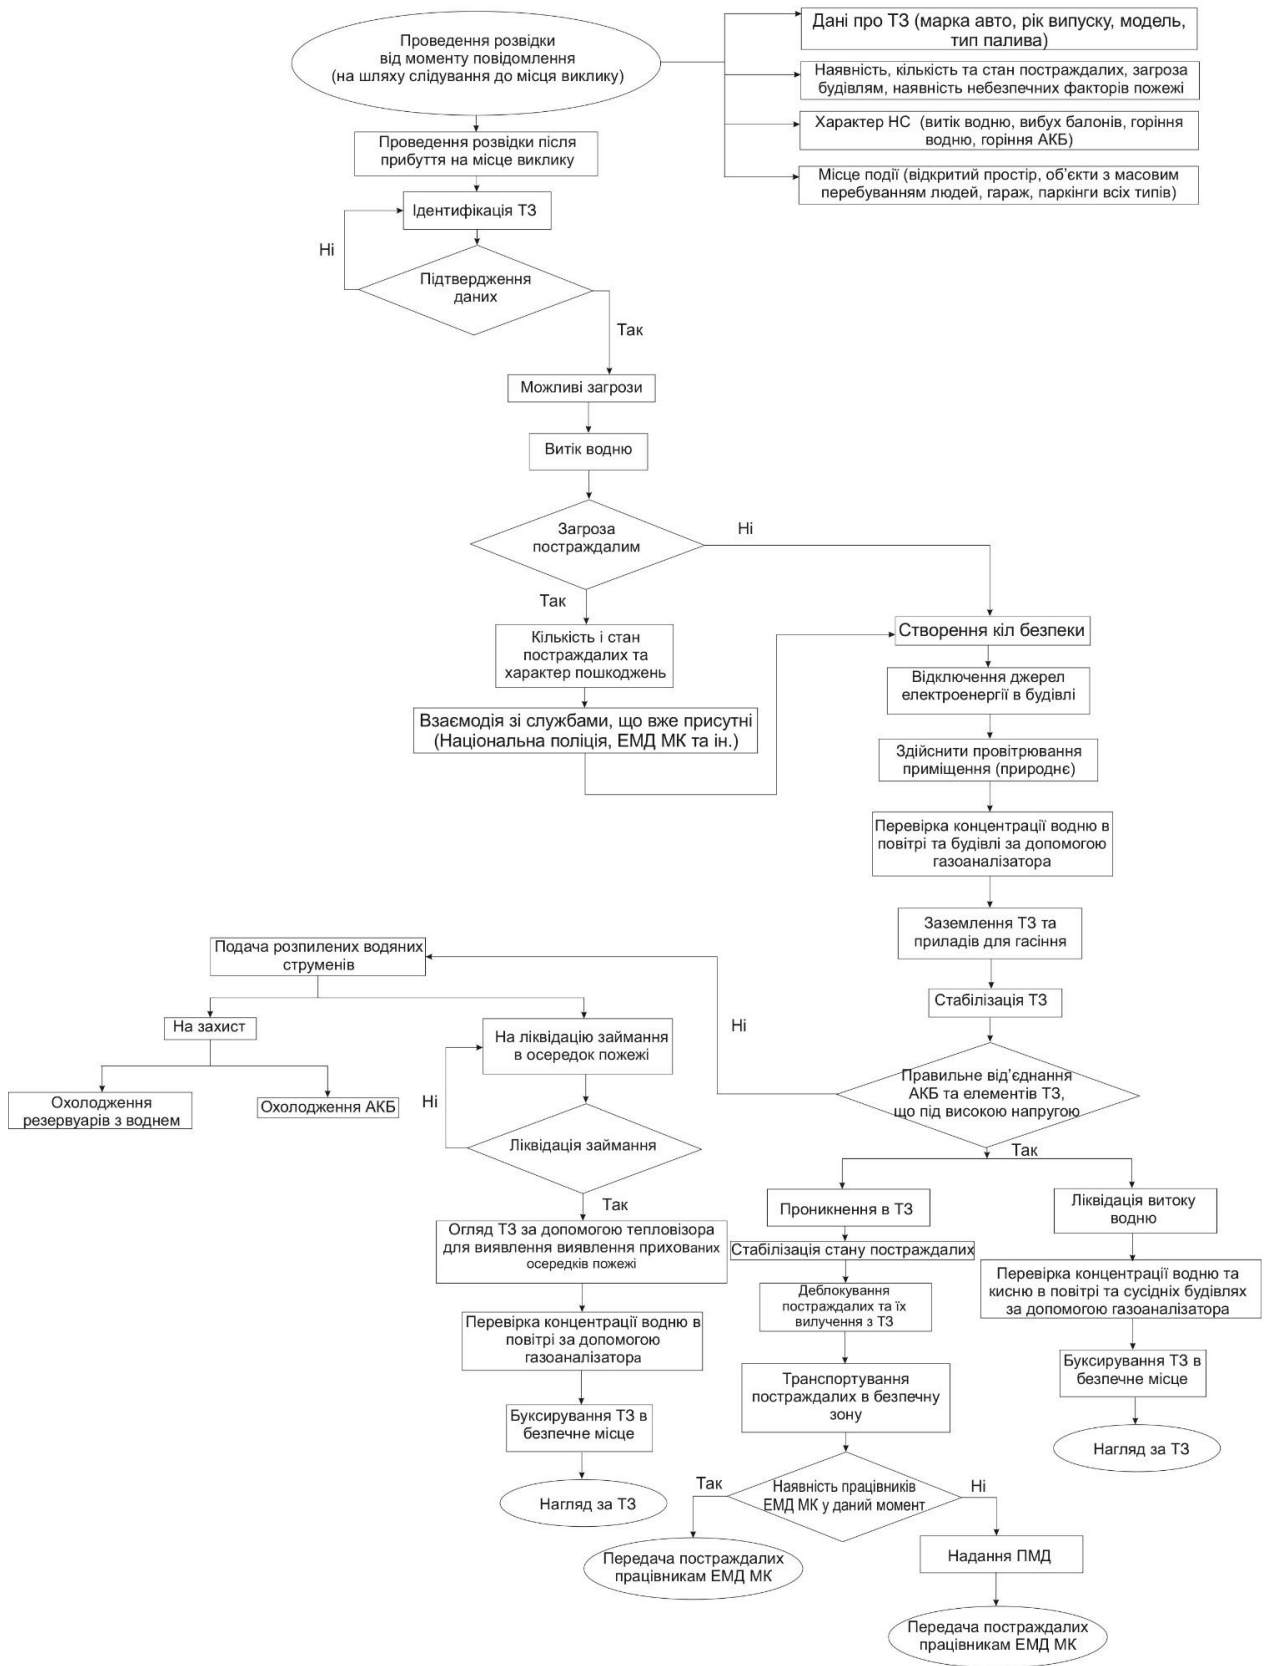 Проведення розвідки
від моменту повідомлення
(на шляху слідування до місця виклику)
Дані про ТЗ (марка авто, рік випуску, модель,
тип палива)
Наявність, кількість та стан постраждалих, загроза
будівлям, наявність небезпечних факторів пожежі
Характер НС (витік водню, вибух балонів, горіння
водню, горіння АКБ)
Місце події (відкритий простір, об’єкти з масовим
перебуванням людей, гараж, паркінги всіх типів)
Проведення розвідки після
прибуття на місце виклику
Ідентифікація ТЗ
Ні
Підтвердження
даних
Так
Можливі загрози
Витік водню
Загроза
постраждалим
Ні
Так
Кількість і стан
постраждалих та
характер пошкоджень
Взаємодія зі службами, що вже присутні
(Національна поліція, ЕМД МК та ін.)
Створення кіл безпеки
Відключення джерел
електроенергії в будівлі
Здійснити провітрювання
приміщення (природнє)
Перевірка концентрації водню в
повітрі та будівлі за допомогою
газоаналізатора
Заземлення ТЗ та
приладів для гасіння
Стабілізація ТЗ
Ні
Правильне від’єднання
АКБ та елементів ТЗ,
що під високою напругою
Так
Подача розпилених водяних
струменів
На захист
Охолодження
резервуарів з воднем
Охолодження АКБ
На ліквідацію займання
в осередок пожежі
Ні
Ліквідація займання
Так
Огляд ТЗ за допомогою тепловізора
для виявлення виявлення прихованих
осередків пожежі
Перевірка концентрації водню в
повітрі за допомогою
газоаналізатора
Буксирування ТЗ в
безпечне місце
Нагляд за ТЗ
Проникнення в ТЗ
Стабілізація стану постраждалих
Деблокування
постраждалих та їх
вилучення з ТЗ
Транспортування
постраждалих в безпечну
зону
Так
Наявність працівників
ЕМД МК у даний момент
Ні
Передача постраждалих
працівникам ЕМД МК
Надання ПМД
Передача постраждалих
працівникам ЕМД МК
Ліквідація витоку
водню
Перевірка концентрації водню та
кисню в повітрі та сусідніх будівлях
за допомогою газоаналізатора
Буксирування ТЗ в
безпечне місце
Нагляд за ТЗ